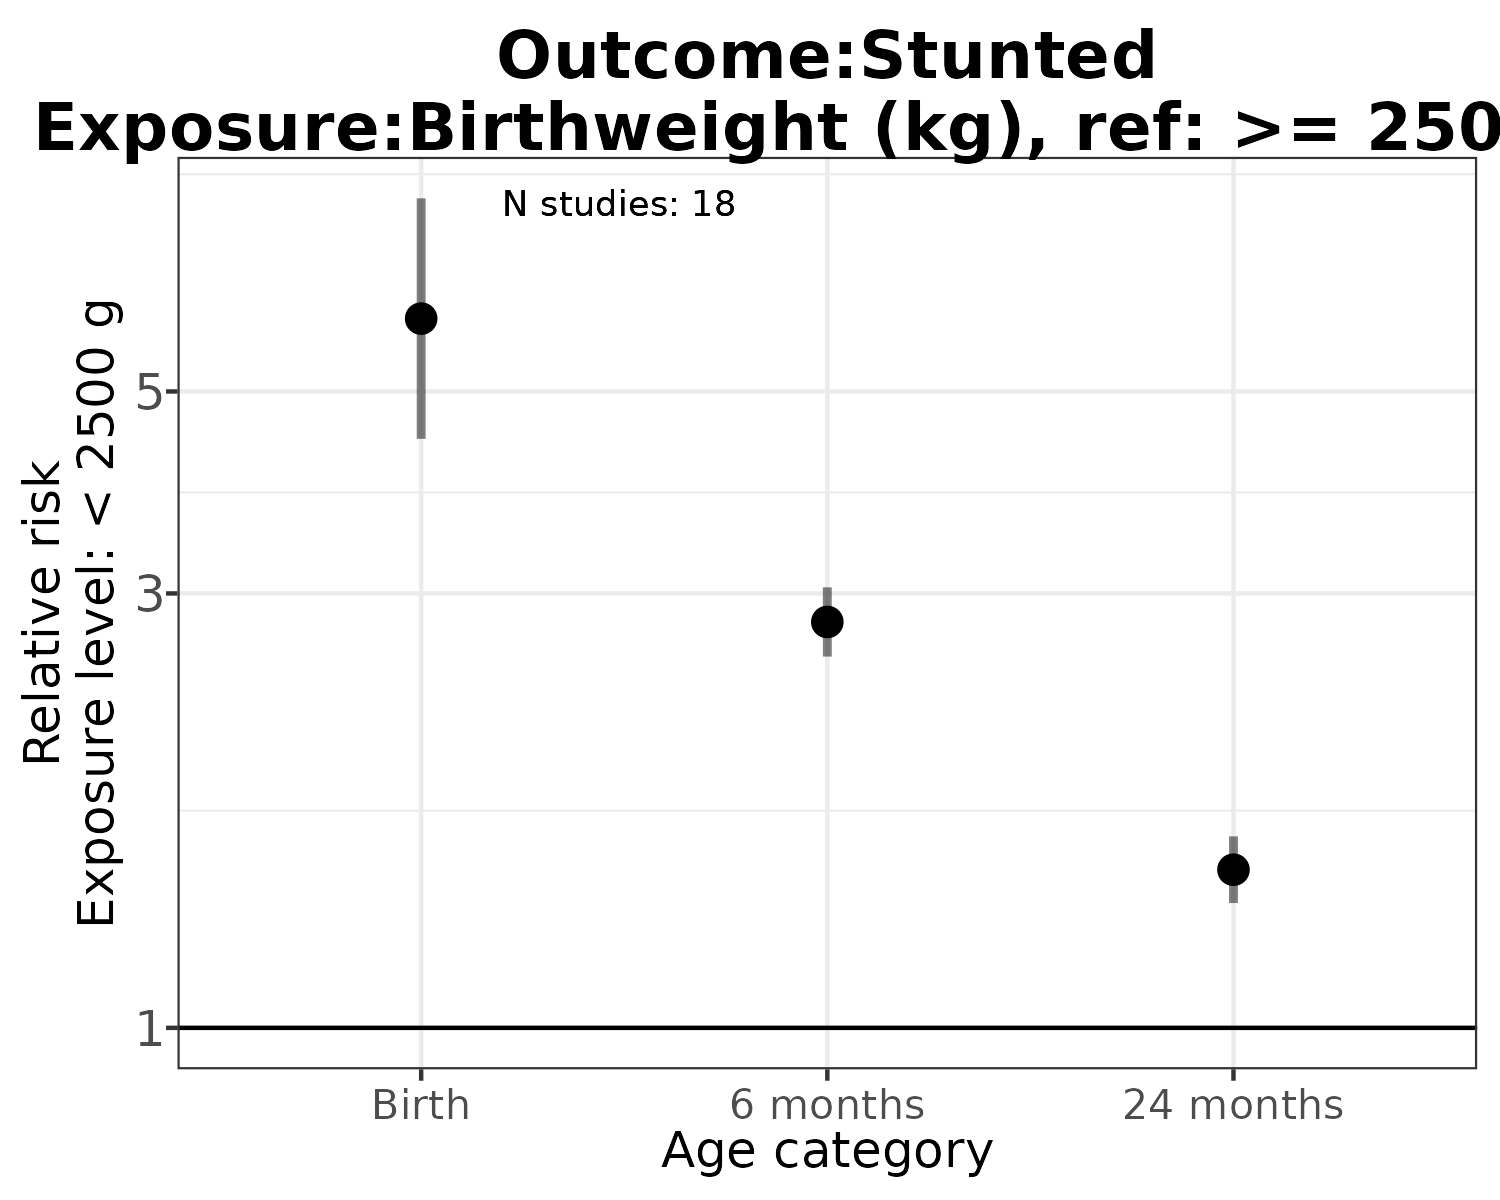 Outcome:Stunted
Exposure:Birthweight (kg), ref: >= 250
N studies: 18
Relative risk
Exposure level: < 2500 g
5
3
1
Birth
6 months
24 months
Age category